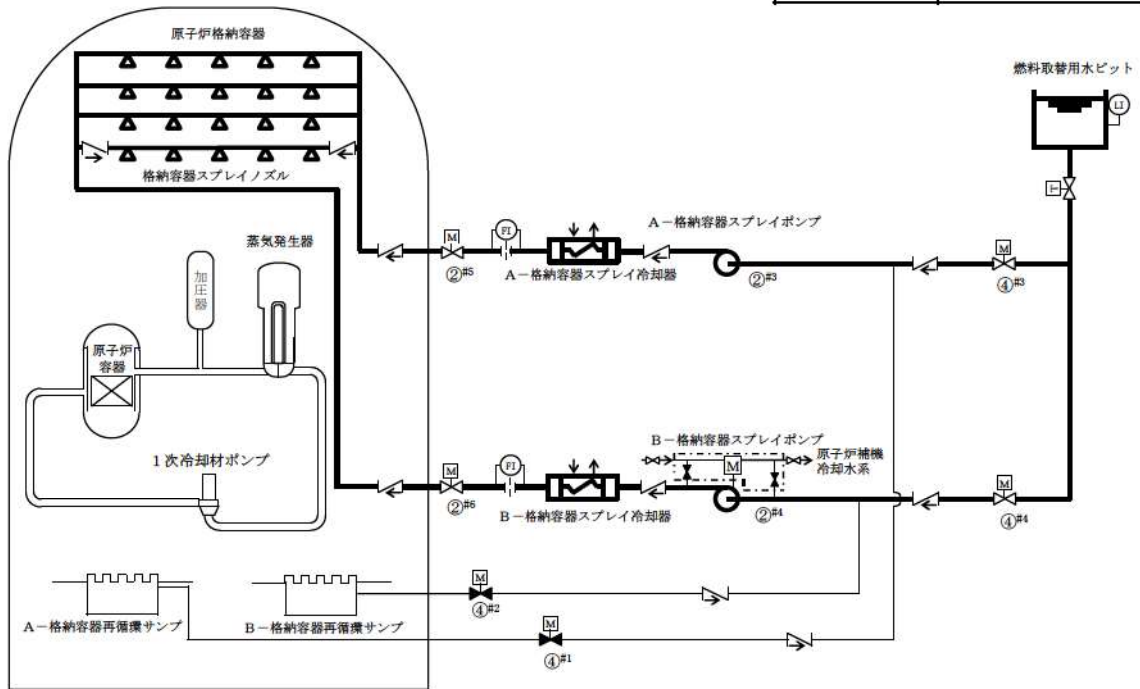 原子炉格納容器
燃料取替用水ピット
LI
T
格納容器スプレイノズル
A-格納容器スプレイポンプ
M
FI
②#5
A-格納容器スプレイ冷却器
②#3
M
④#3
蒸気発生器
加圧器
原子炉
容器
1次冷却材ポンプ
B-格納容器スプレイポンプ
原子炉補機
冷却水系
M
M
FI
②#6
B-格納容器スプレイ冷却器
②#4
M
④#4
M
④#2
A-格納容器再循環サンプ
B-格納容器再循環サンプ
M
④#1